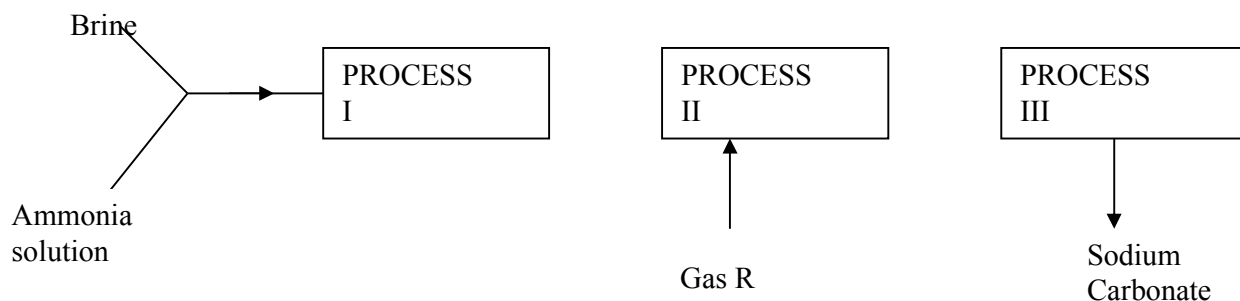 Brine
PROCESS
I
PROCESS
II
PROCESS
III
Ammonia
solution
Gas R
Sodium
Carbonate